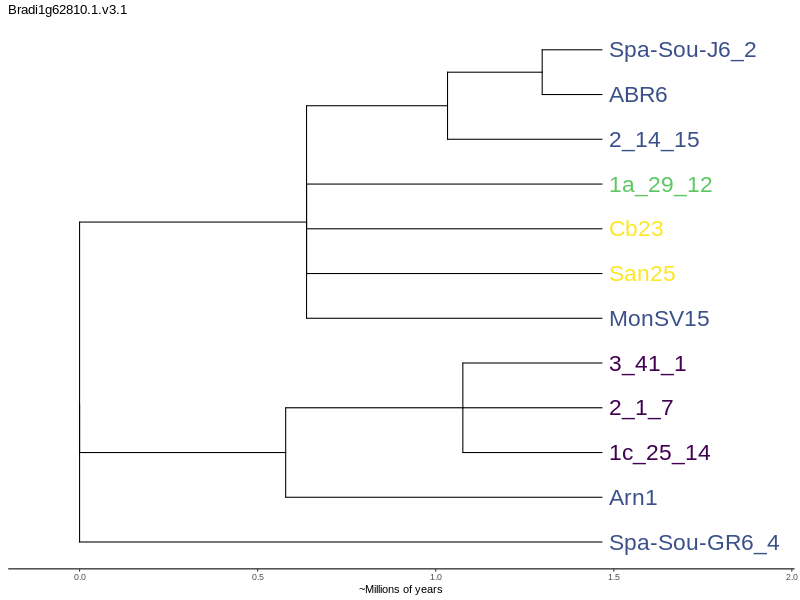 Bradi1g62810.1.v3.1
Spa-Sou-J6_2
ABR6
2_14_15
1a_29_12
Cb23
San25
MonSV15
3_41_1
2_1_7
1c_25_14
Arn1
Spa-Sou-GR6_4
0.0 0.5 1.0 1.5 2.0
~Millions of years